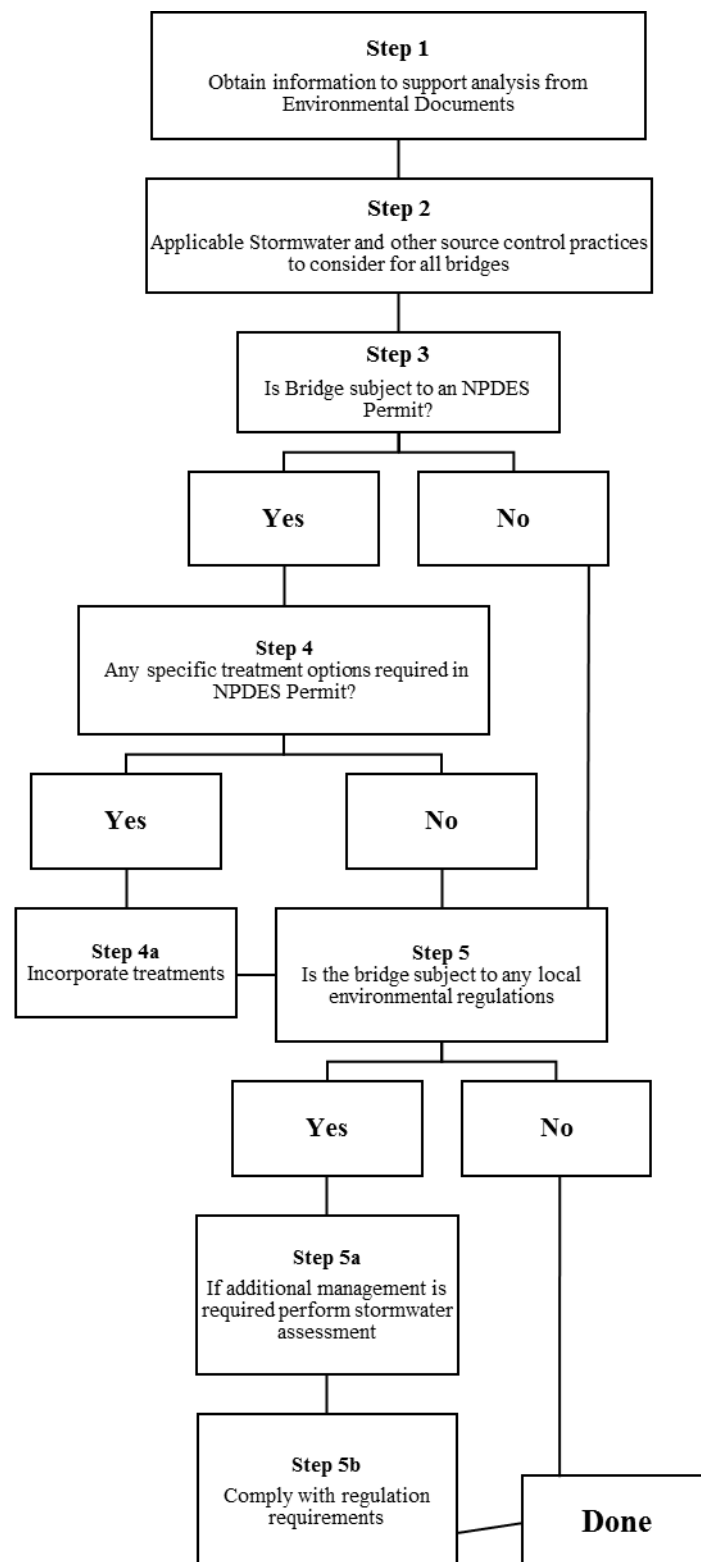 Step 1
Obtain information to support analysis from
Environmental Documents
Step 2
Applicable Stormwater and other source control practices
to consider for all bridges
Step 3
Is Bridge subject to an NPDES
Permit?
Yes
No
Step 4
Any specific treatment options required in
NPDES Permit?
Yes
No
Step 4a
Incorporate treatments
Step 5
Is the bridge subject to any local
environmental regulations
Yes
No
Step 5a
If additional management is
required perform stormwater
assessment
Step 5b
Comply with regulation
requirements
Done